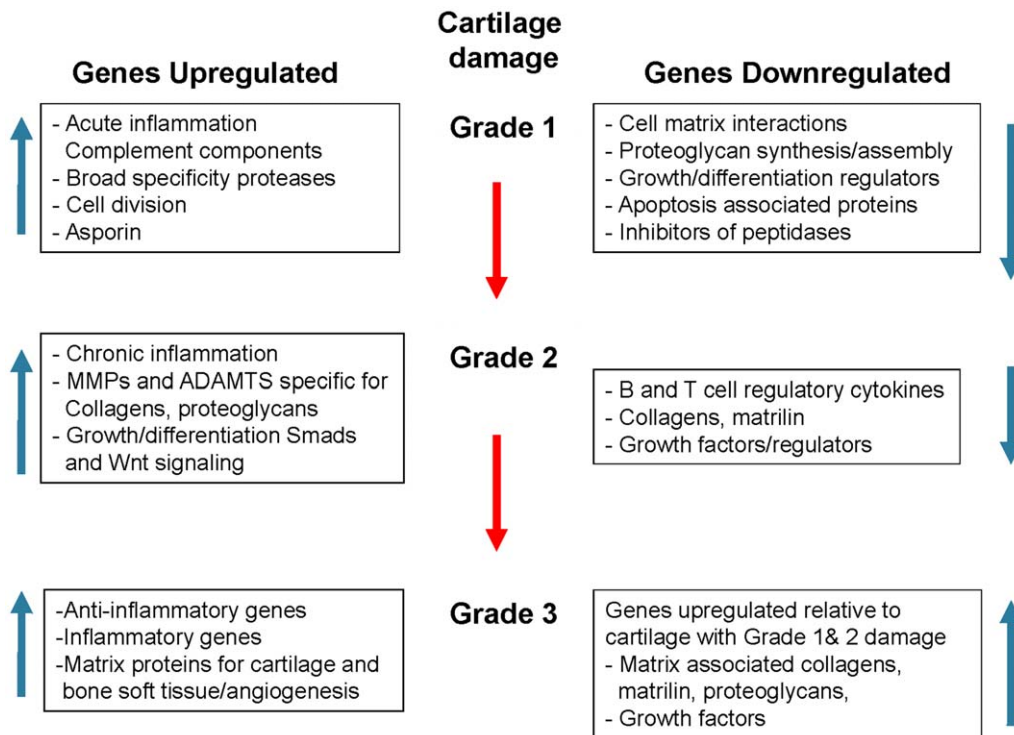 Cartilage
damage
Genes Upregulated
Genes Downregulated
Grade 1
- Acute inflammation
Complement components
- Broad specificity proteases
- Cell division
- Asporin
- Cell matrix interactions
- Proteoglycan synthesis/assembly
- Growth/differentiation regulators
- Apoptosis associated proteins
- Inhibitors of peptidases
Grade 2
- Chronic inflammation
- MMPs and ADAMTS specific for
Collagens, proteoglycans
- Growth/differentiation Smads
and Wnt signaling
- B and T cell regulatory cytokines
- Collagens, matrilin
- Growth factors/regulators
Grade 3
-Anti-inflammatory genes
-Inflammatory genes
-Matrix proteins for cartilage and
bone soft tissue/angiogenesis
Genes upregulated relative to
cartilage with Grade 1& 2 damage
- Matrix associated collagens,
matrilin, proteoglycans,
- Growth factors